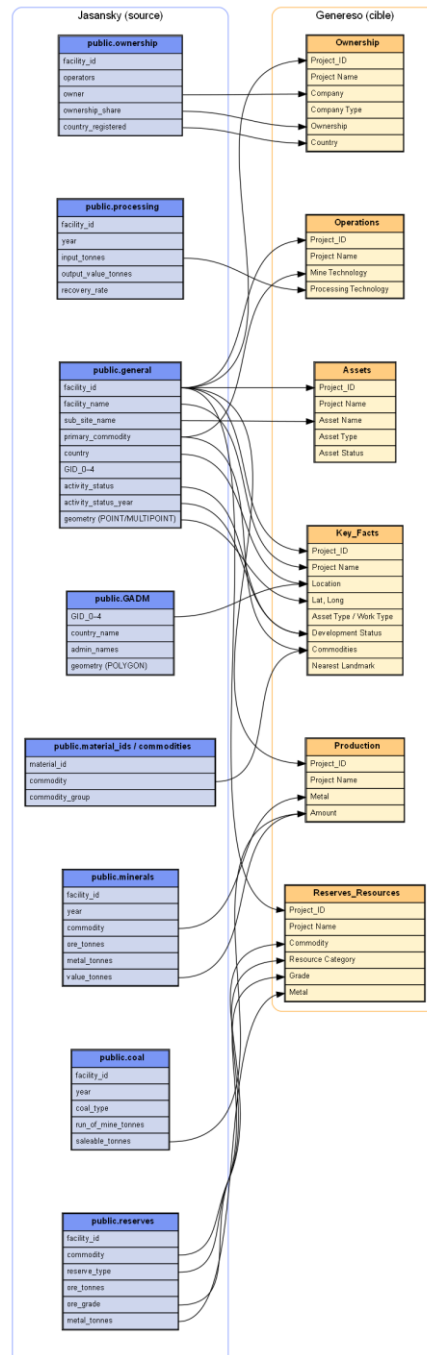 Jasansky (source)
public.ownership
facility_id
operators
owner
ownership_share
country_registered
public.processing
facility_id
year
input_tonnes
output_value_tonnes
recovery_rate
public.general
facility_id
facility_name
sub_site_name
primary_commodity
country
GID_0–4
activity_status
activity_status_year
geometry (POINT/MULTIPOINT)
public.GADM
GID_0–4
country_name
admin_names
geometry (POLYGON)
public.material_ids / commodities
material_id
commodity
commodity_group
public.minerals
facility_id
year
commodity
ore_tonnes
metal_tonnes
value_tonnes
public.coal
facility_id
year
coal_type
run_of_mine_tonnes
saleable_tonnes
public.reserves
facility_id
commodity
reserve_type
ore_tonnes
ore_grade
metal_tonnes
Genereso (cible)
Ownership
Project_ID
Project Name
Company
Company Type
Ownership
Country
Operations
Project_ID
Project Name
Mine Technology
Processing Technology
Assets
Project_ID
Project Name
Asset Name
Asset Type
Asset Status
Key_Facts
Project_ID
Project Name
Location
Lat, Long
Asset Type / Work Type
Development Status
Commodities
Nearest Landmark
Production
Project_ID
Project Name
Metal
Amount
Reserves_Resources
Project_ID
Project Name
Commodity
Resource Category
Grade
Metal